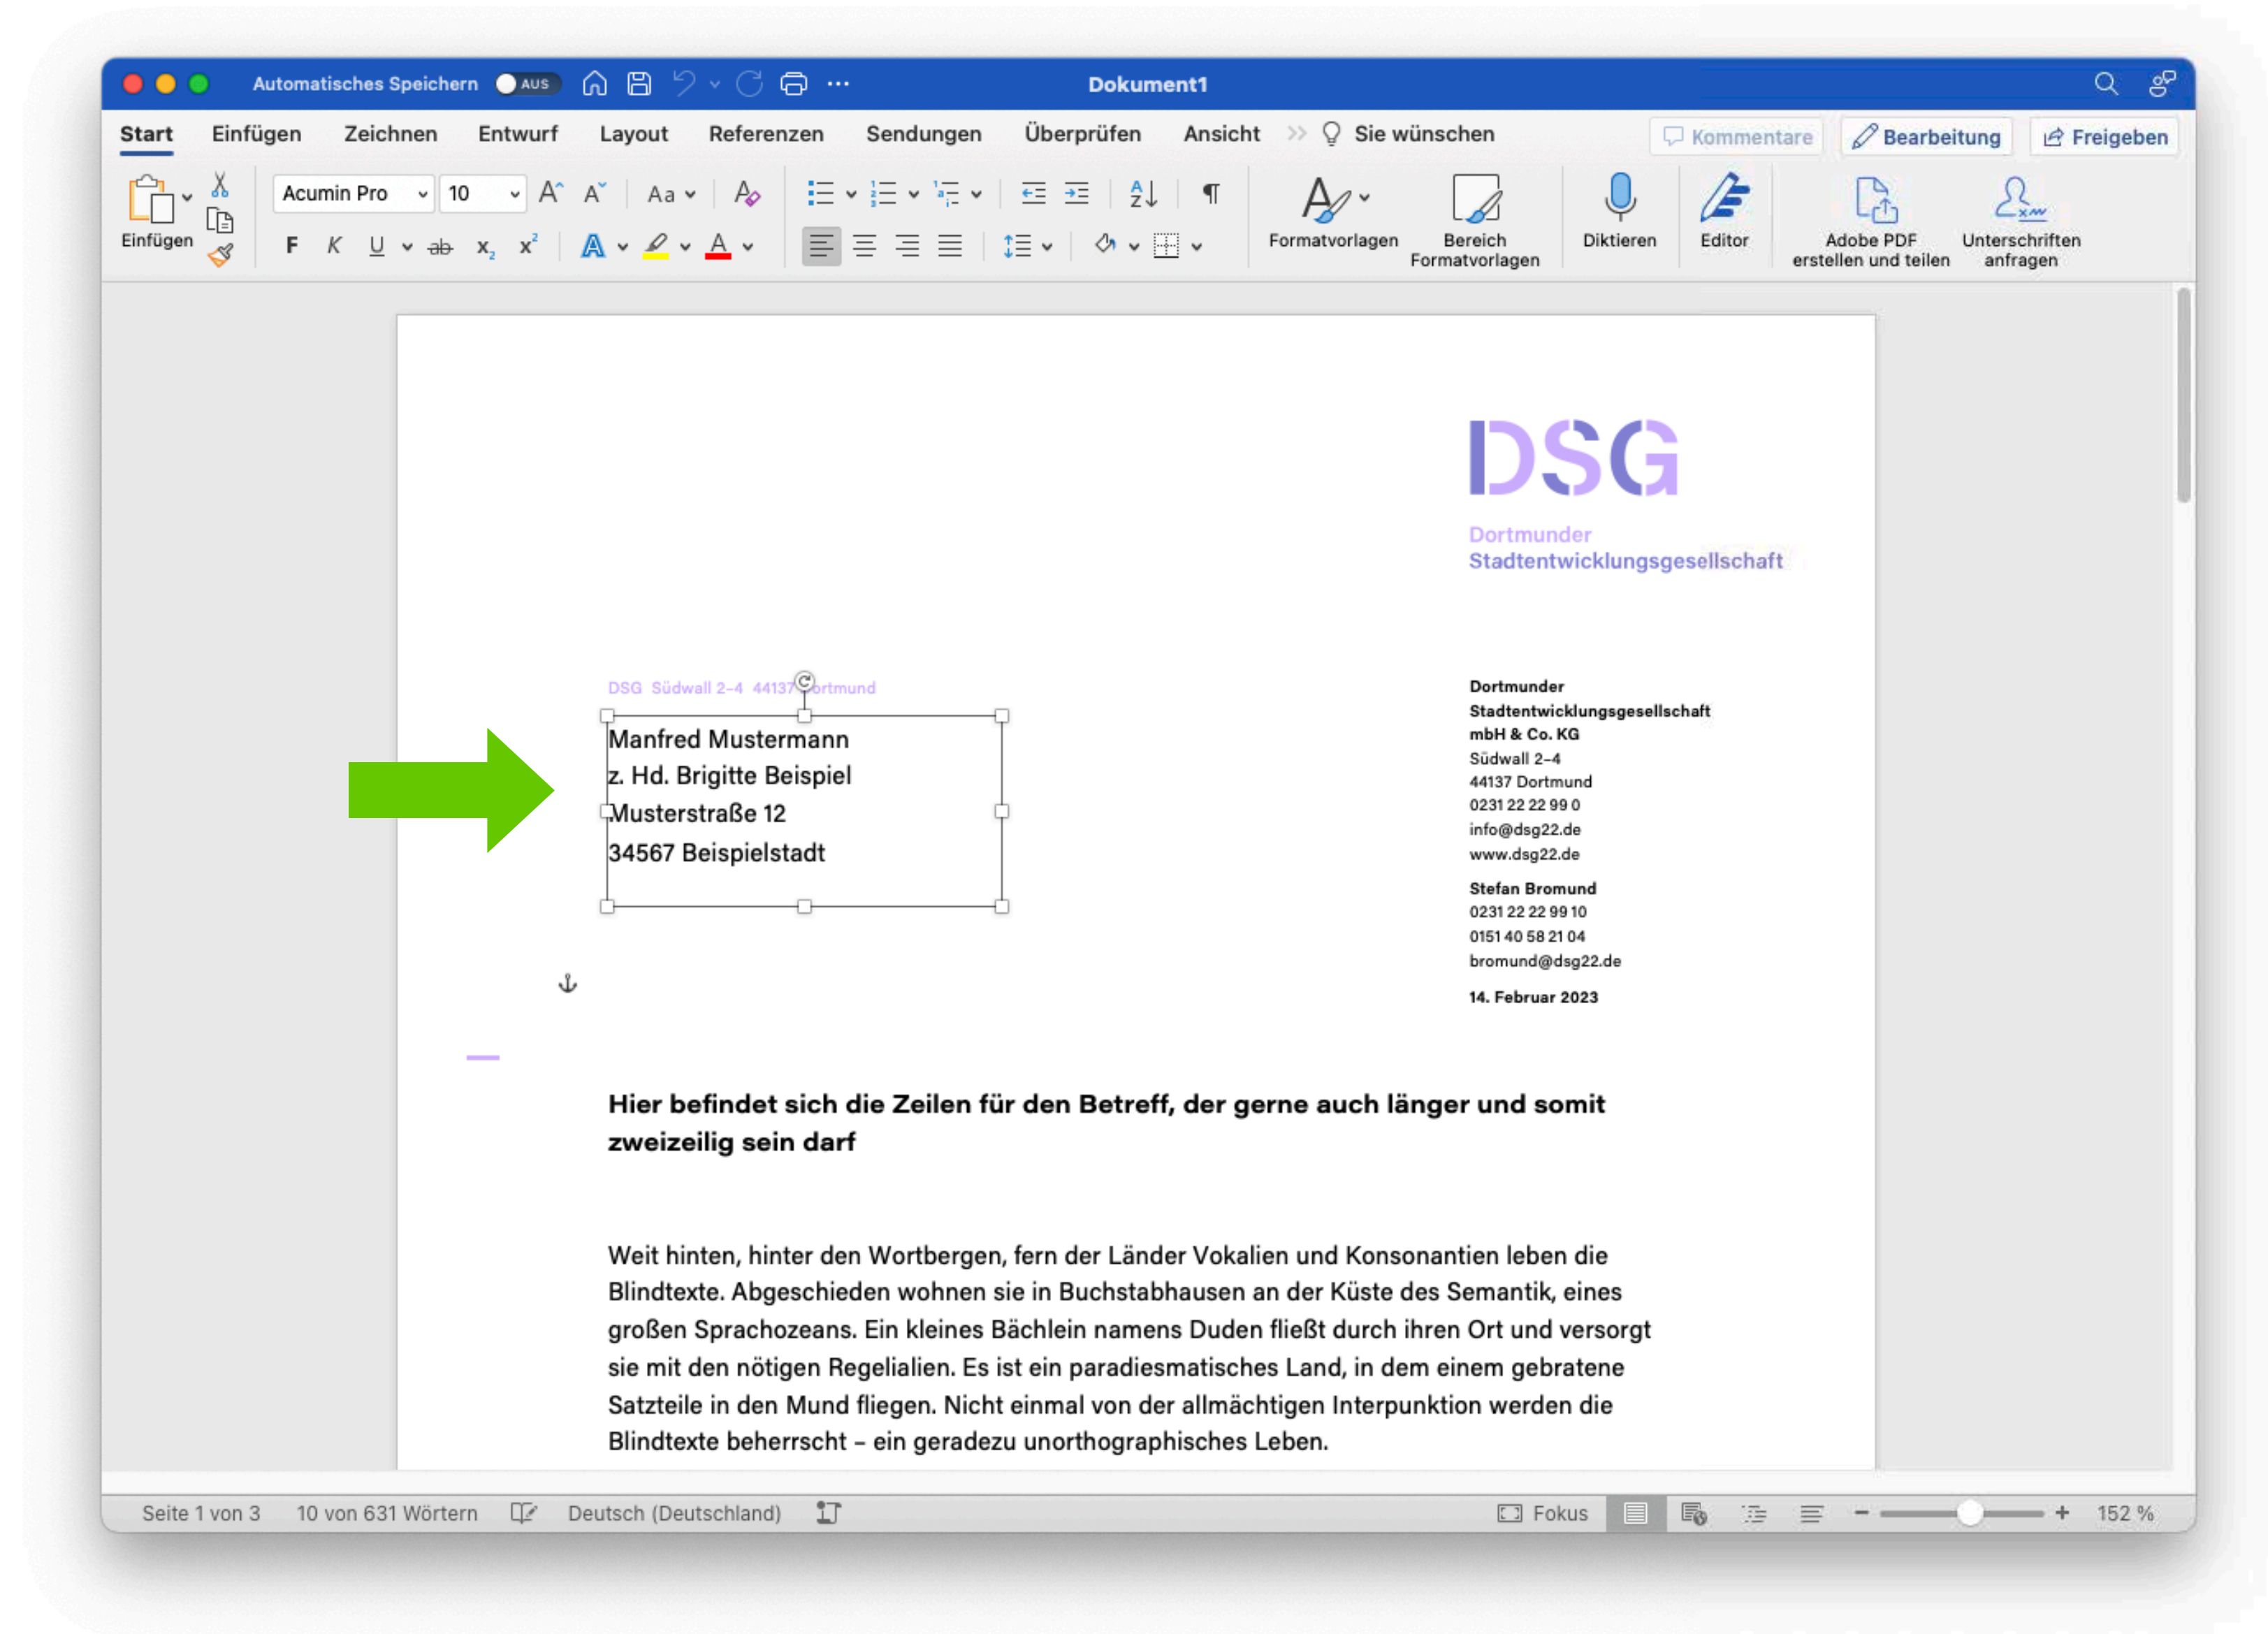 Automatisches Speichern AUS Dokument1
Start Einfügen Zeichnen Entwurf Layout Referenzen Sendungen Überprüfen Ansicht >> Sie wünschen Kommentare Bearbeitung Freigeben
Einfügen
Acumin Pro 10 A A Aa A
F K U ab x₂ x² A A
Formatvorlagen
Bereich
Formatvorlagen
Diktieren
Editor
Adobe PDF
erstellen und teilen
Unterschriften
anfragen
DSG
Dortmunder
Stadtentwicklungsgesellschaft
DSG Südwall 2–4 44137 Dortmund
Manfred Mustermann
z. Hd. Brigitte Beispiel
Musterstraße 12
34567 Beispielstadt
Dortmunder
Stadtentwicklungsgesellschaft
mbH & Co. KG
Südwall 2–4
44137 Dortmund
0231 22 22 99 0
info@dsg22.de
www.dsg22.de
Stefan Bromund
0231 22 22 99 10
0151 40 58 21 04
bromund@dsg22.de
14. Februar 2023
Hier befindet sich die Zeilen für den Betreff, der gerne auch länger und somit
zweizeilig sein darf
Weit hinten, hinter den Wortbergen, fern der Länder Vokalien und Konsonantien leben die
Blindtexte. Abgeschieden wohnen sie in Buchstabhausen an der Küste des Semantik, eines
großen Sprachozeans. Ein kleines Bächlein namens Duden fließt durch ihren Ort und versorgt
sie mit den nötigen Regelialien. Es ist ein paradiesmatisches Land, in dem einem gebratene
Satzteile in den Mund fliegen. Nicht einmal von der allmächtigen Interpunktion werden die
Blindtexte beherrscht – ein geradezu unorthographisches Leben.
Seite 1 von 3 10 von 631 Wörtern Deutsch (Deutschland) Fokus 152 %